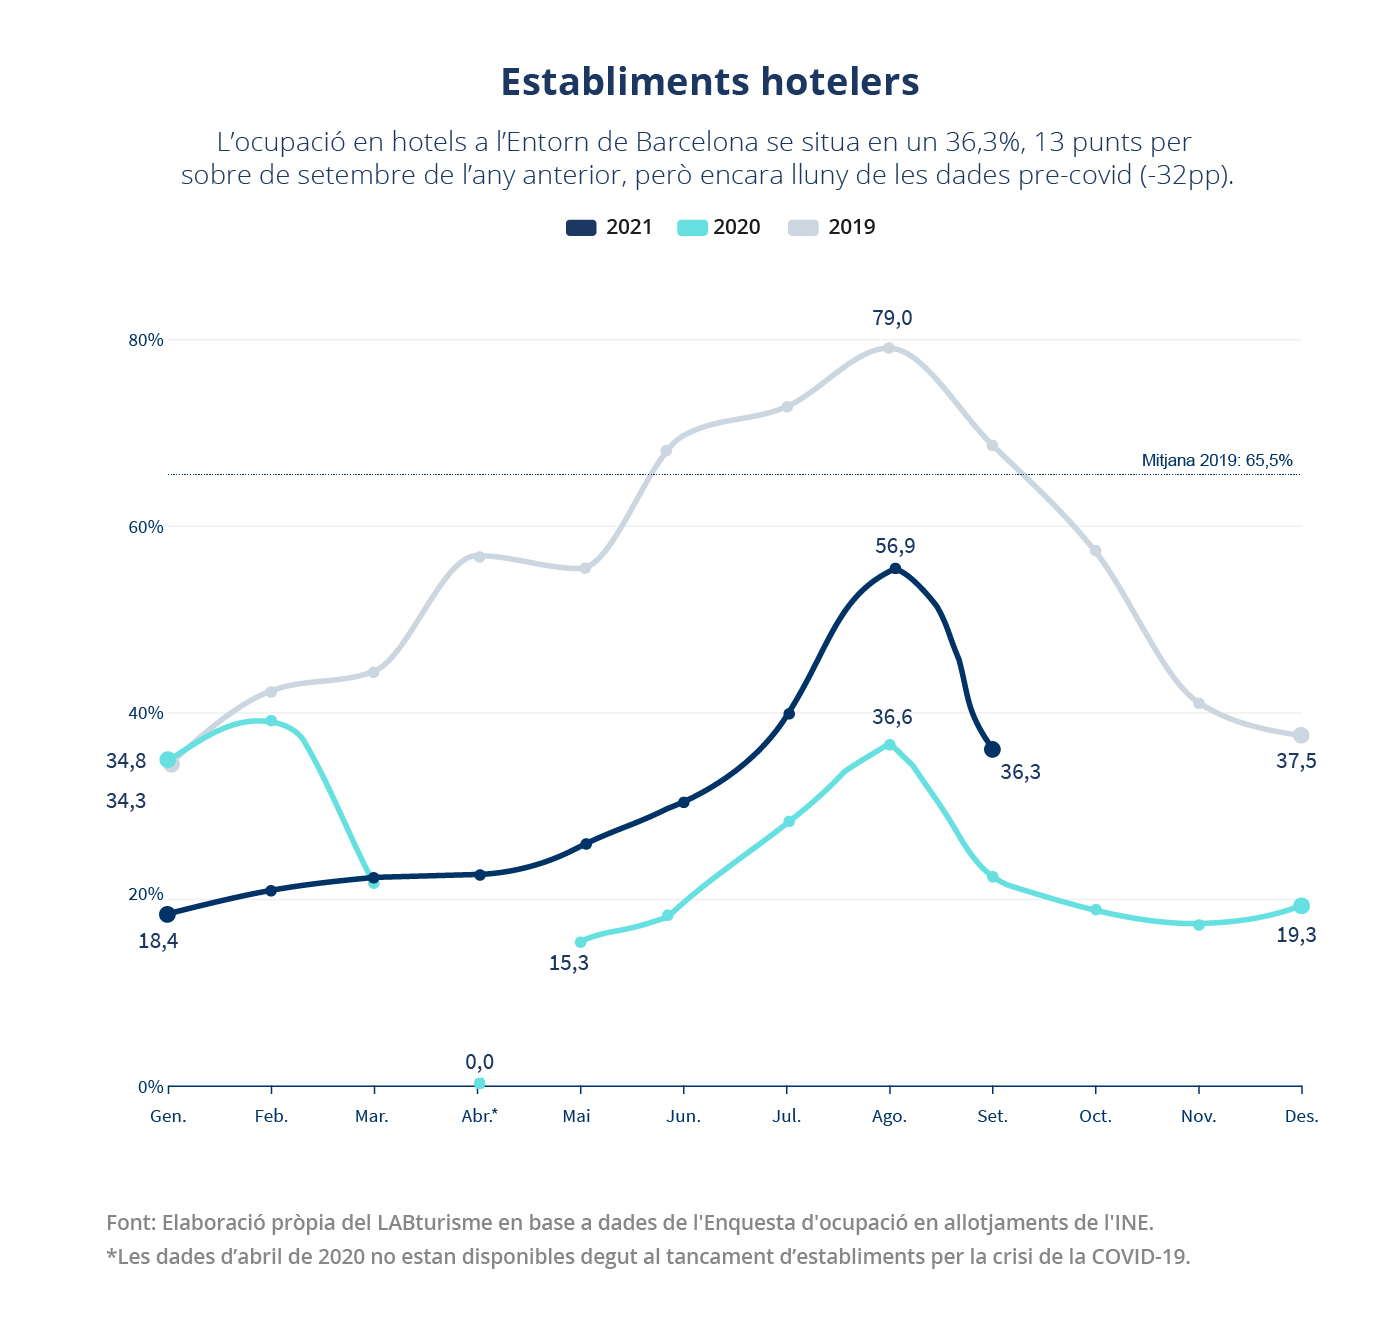 Establiments hotelers
L’ocupació en hotels a l’Entorn de Barcelona se situa en un 36,3%, 13 punts per
sobre de setembre de l’any anterior, però encara lluny de les dades pre-covid (-32pp).
2021 2020 2019
79,0
80%
Mitjana 2019: 65,5%
60%
56,9
40%
36,6
34,8
36,3
37,5
34,3
20%
18,4
19,3
15,3
0,0
0%
Gen. Feb. Mar. Abr.* Mai Jun. Jul. Ago. Set. Oct. Nov. Des.
Font: Elaboració pròpia del LABturisme en base a dades de l'Enquesta d'ocupació en allotjaments de l'INE.
*Les dades d’abril de 2020 no estan disponibles degut al tancament d’establiments per la crisi de la COVID-19.